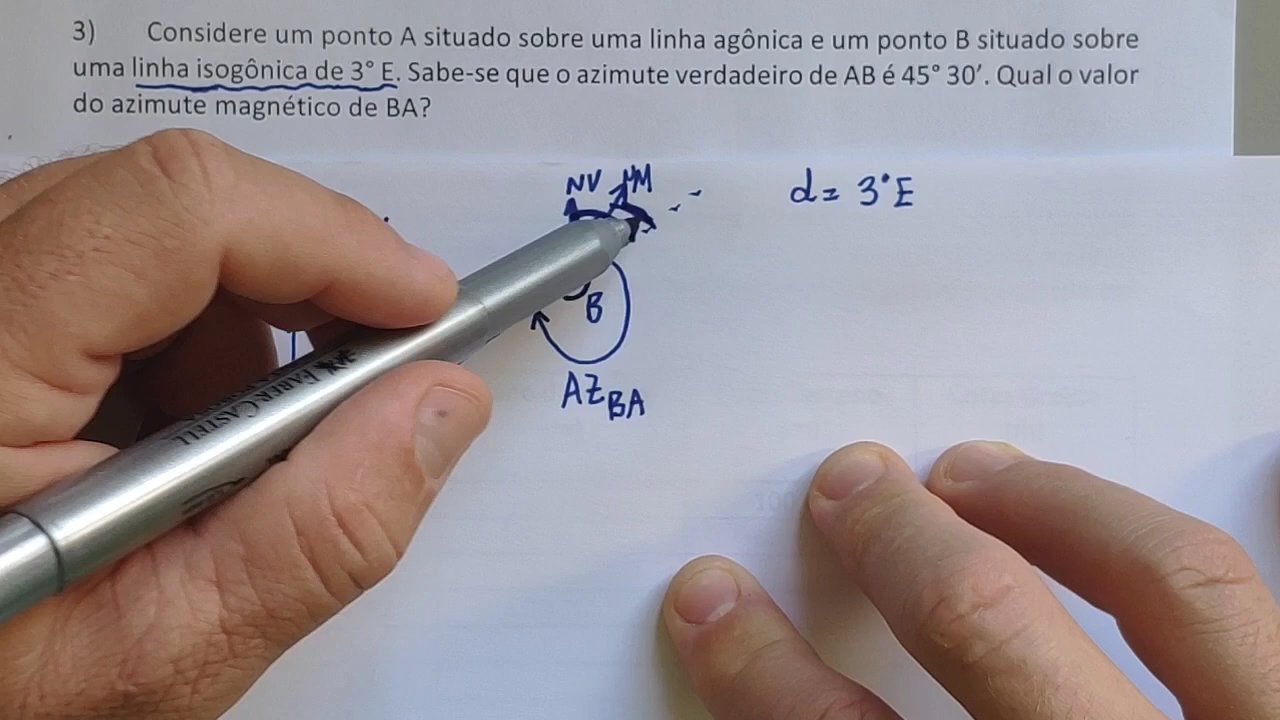 3) Considere um ponto A situado sobre uma linha agônica e um ponto B situado sobre
uma linha isogônica de 3° E. Sabe-se que o azimute verdadeiro de AB é 45° 30′. Qual o valor
do azimute magnético de BA?
NV NM
d= 3°E
B
AZBA
FABER CASTELL